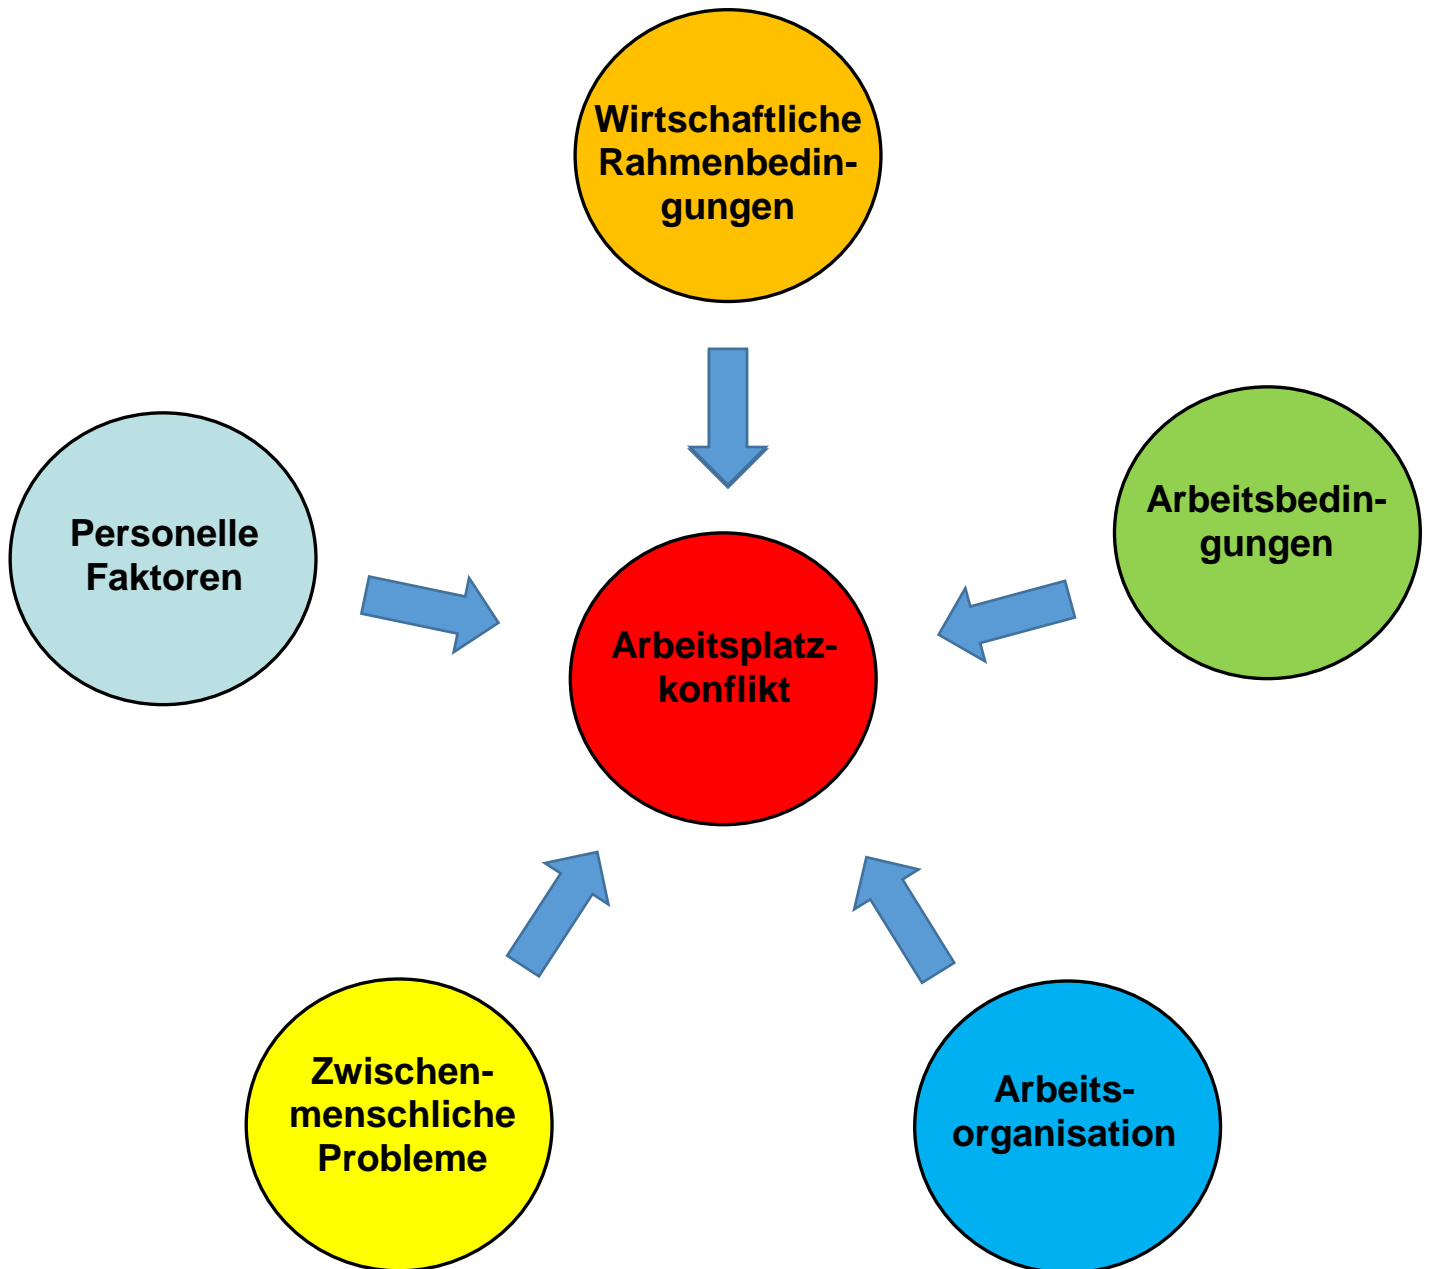 Wirtschaftliche
Rahmenbedin-
gungen
Arbeitsbedin-
gungen
Personelle
Faktoren
Arbeitsplatz-
konflikt
Zwischen-
menschliche
Probleme
Arbeits-
organisation